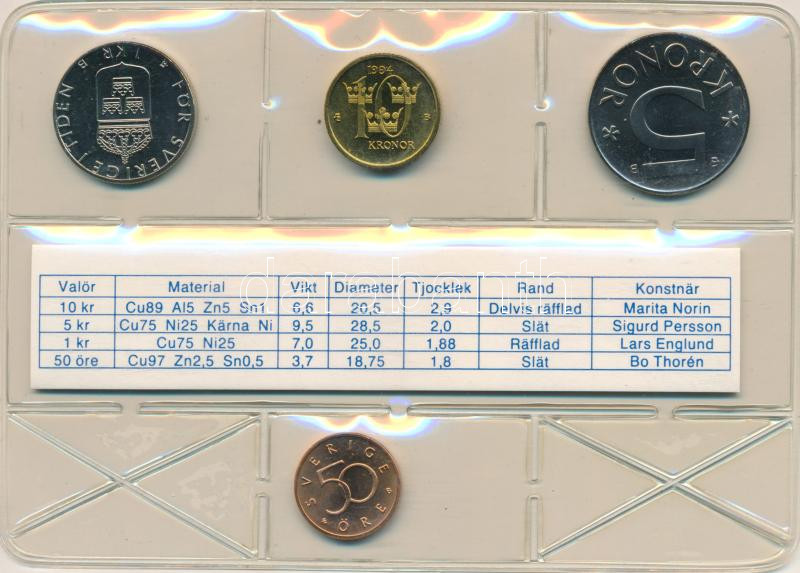 FÖR SVERIGE I TIDEN
1 KR B
1994
10
KRONOR
B
5
KRONOR
B
Valör Material Vikt Diameter Tjocklek Rand Konstnär
10 kr Cu89 Al5 Zn5 Sn1 6,6 20,5 2,9 Delvis räfflad Marita Norin
5 kr Cu75 Ni25 Kärna Ni 9,5 28,5 2,0 Slät Sigurd Persson
1 kr Cu75 Ni25 7,0 25,0 1,88 Räfflad Lars Englund
50 öre Cu97 Zn2,5 Sn0,5 3,7 18,75 1,8 Slät Bo Thorén
darabanth
SVERIGE
50
ÖRE